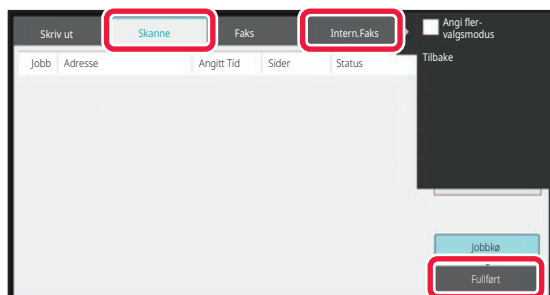 Skriv ut Skanne Faks Intern.Faks
Angi fler-
valgsmodus
Jobb Adresse Angitt Tid Sider Status
Tilbake
Jobbkø
Fullført